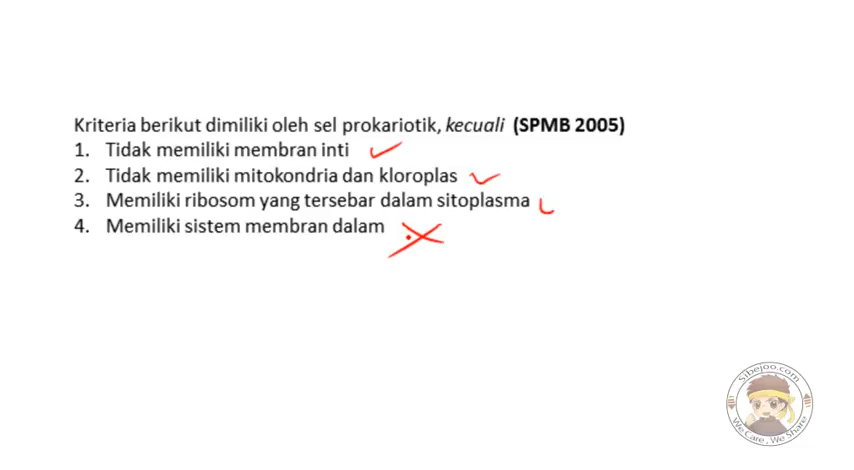 Kriteria berikut dimiliki oleh sel prokariotik, kecuali (SPMB 2005)
1. Tidak memiliki membran inti
2. Tidak memiliki mitokondria dan kloroplas
3. Memiliki ribosom yang tersebar dalam sitoplasma
4. Memiliki sistem membran dalam
Sibejoo.com
We Care, We Share